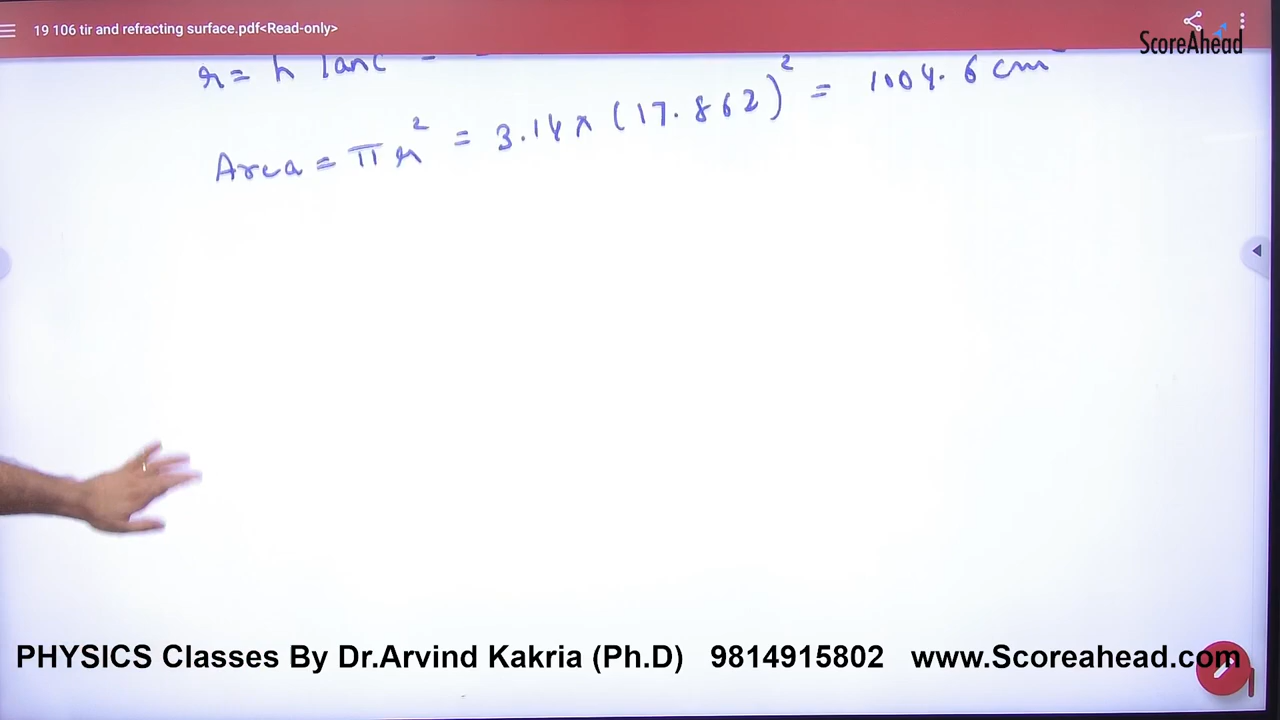 19 106 tir and refracting surface.pdf<Read-only>
ScoreAhead
r = h tanC =
Area = π r² = 3.14 x (17.862)² = 1004.6 cm
PHYSICS Classes By Dr.Arvind Kakria (Ph.D) 9814915802 www.Scoreahead.com